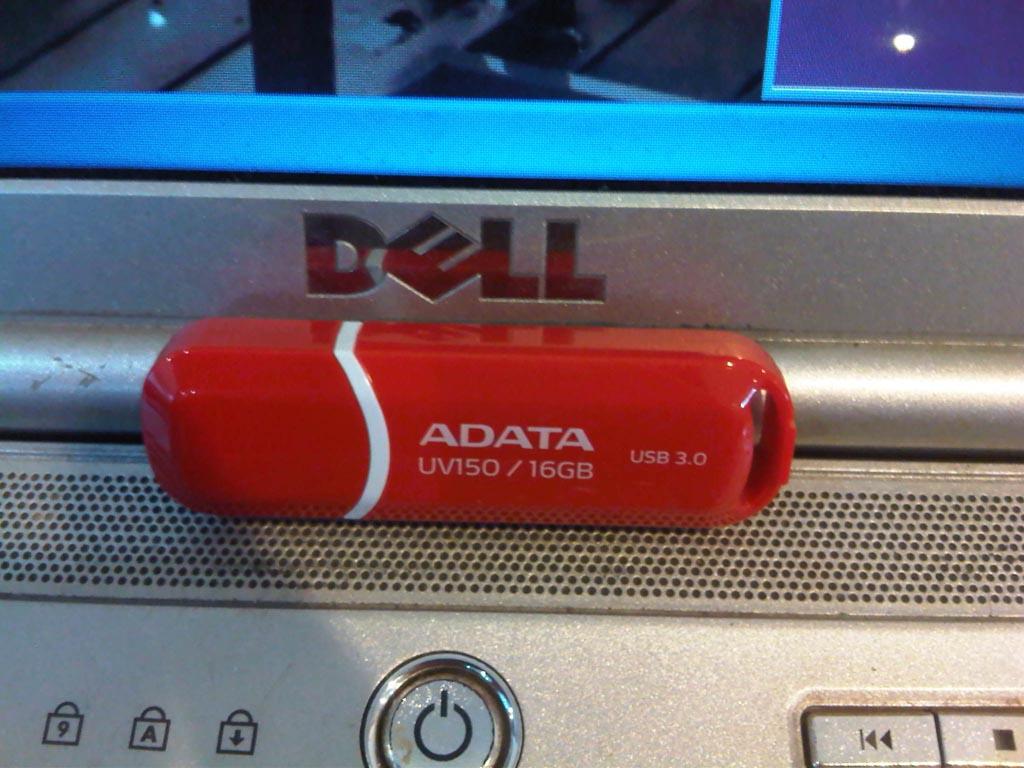 DELL
ADATA
UV150 / 16GB
USB 3.0
9
A